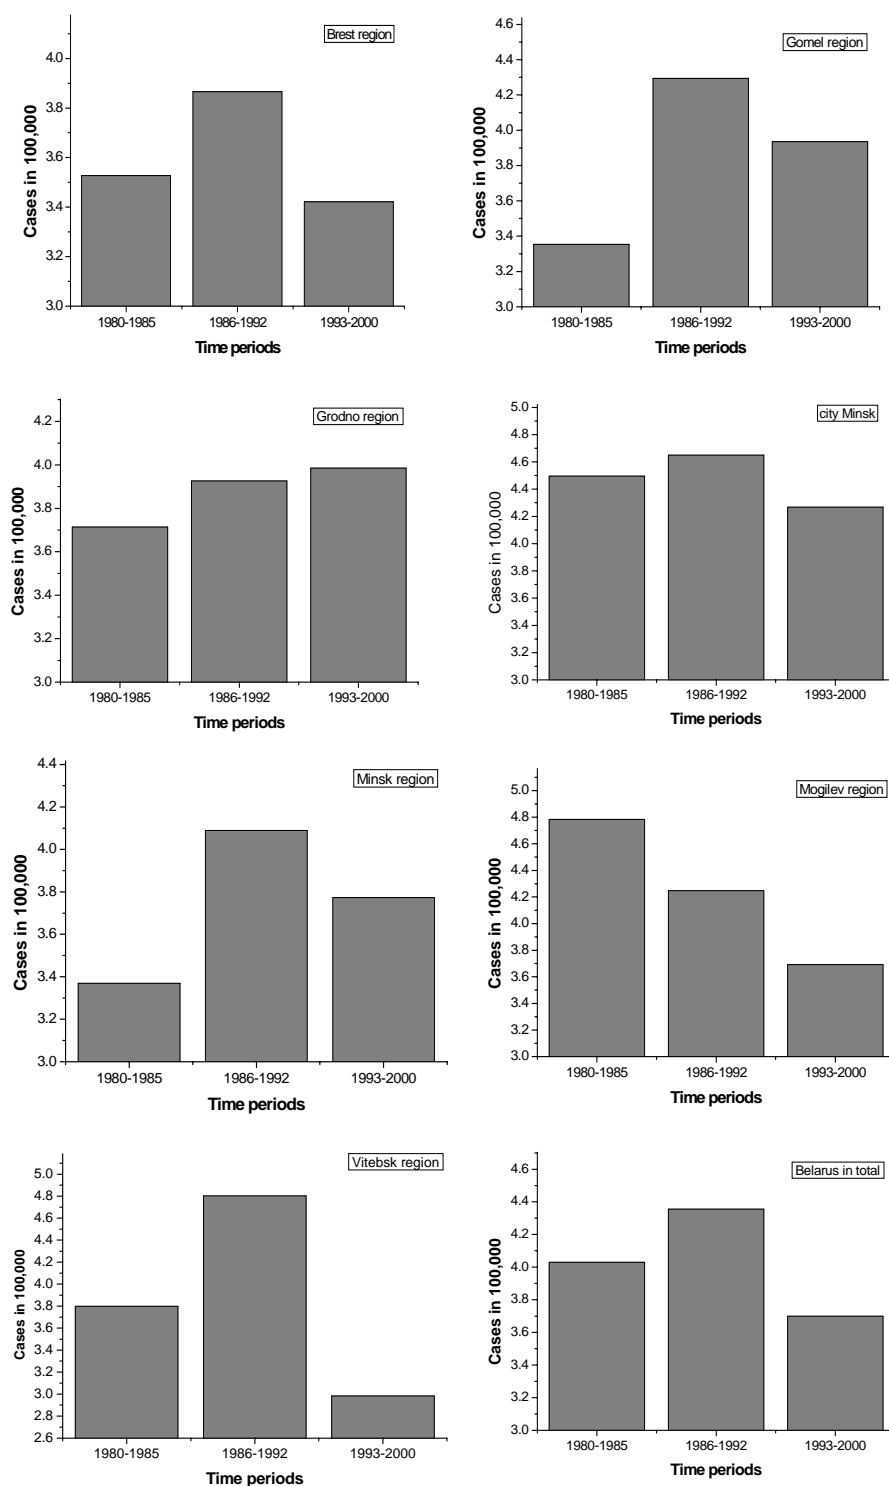 Brest region
4.0
3.8
3.6
3.4
3.2
3.0
Cases in 100,000
1980-1985 1986-1992 1993-2000
Time periods
Gomel region
4.6
4.4
4.2
4.0
3.8
3.6
3.4
3.2
3.0
Cases in 100,000
1980-1985 1986-1992 1993-2000
Time periods
Grodno region
4.2
4.0
3.8
3.6
3.4
3.2
3.0
Cases in 100,000
1980-1985 1986-1992 1993-2000
Time periods
city Minsk
5.0
4.8
4.6
4.4
4.2
4.0
3.8
3.6
3.4
3.2
3.0
Cases in 100,000
1980-1985 1986-1992 1993-2000
Time periods
Minsk region
4.4
4.2
4.0
3.8
3.6
3.4
3.2
3.0
Cases in 100,000
1980-1985 1986-1992 1993-2000
Time periods
Mogilev region
5.0
4.8
4.6
4.4
4.2
4.0
3.8
3.6
3.4
3.2
3.0
Cases in 100,000
1980-1985 1986-1992 1993-2000
Time periods
Vitebsk region
5.0
4.8
4.6
4.4
4.2
4.0
3.8
3.6
3.4
3.2
3.0
2.8
2.6
Cases in 100,000
1980-1985 1986-1992 1993-2000
Time periods
Belarus in total
4.6
4.4
4.2
4.0
3.8
3.6
3.4
3.2
3.0
Cases in 100,000
1980-1985 1986-1992 1993-2000
Time periods